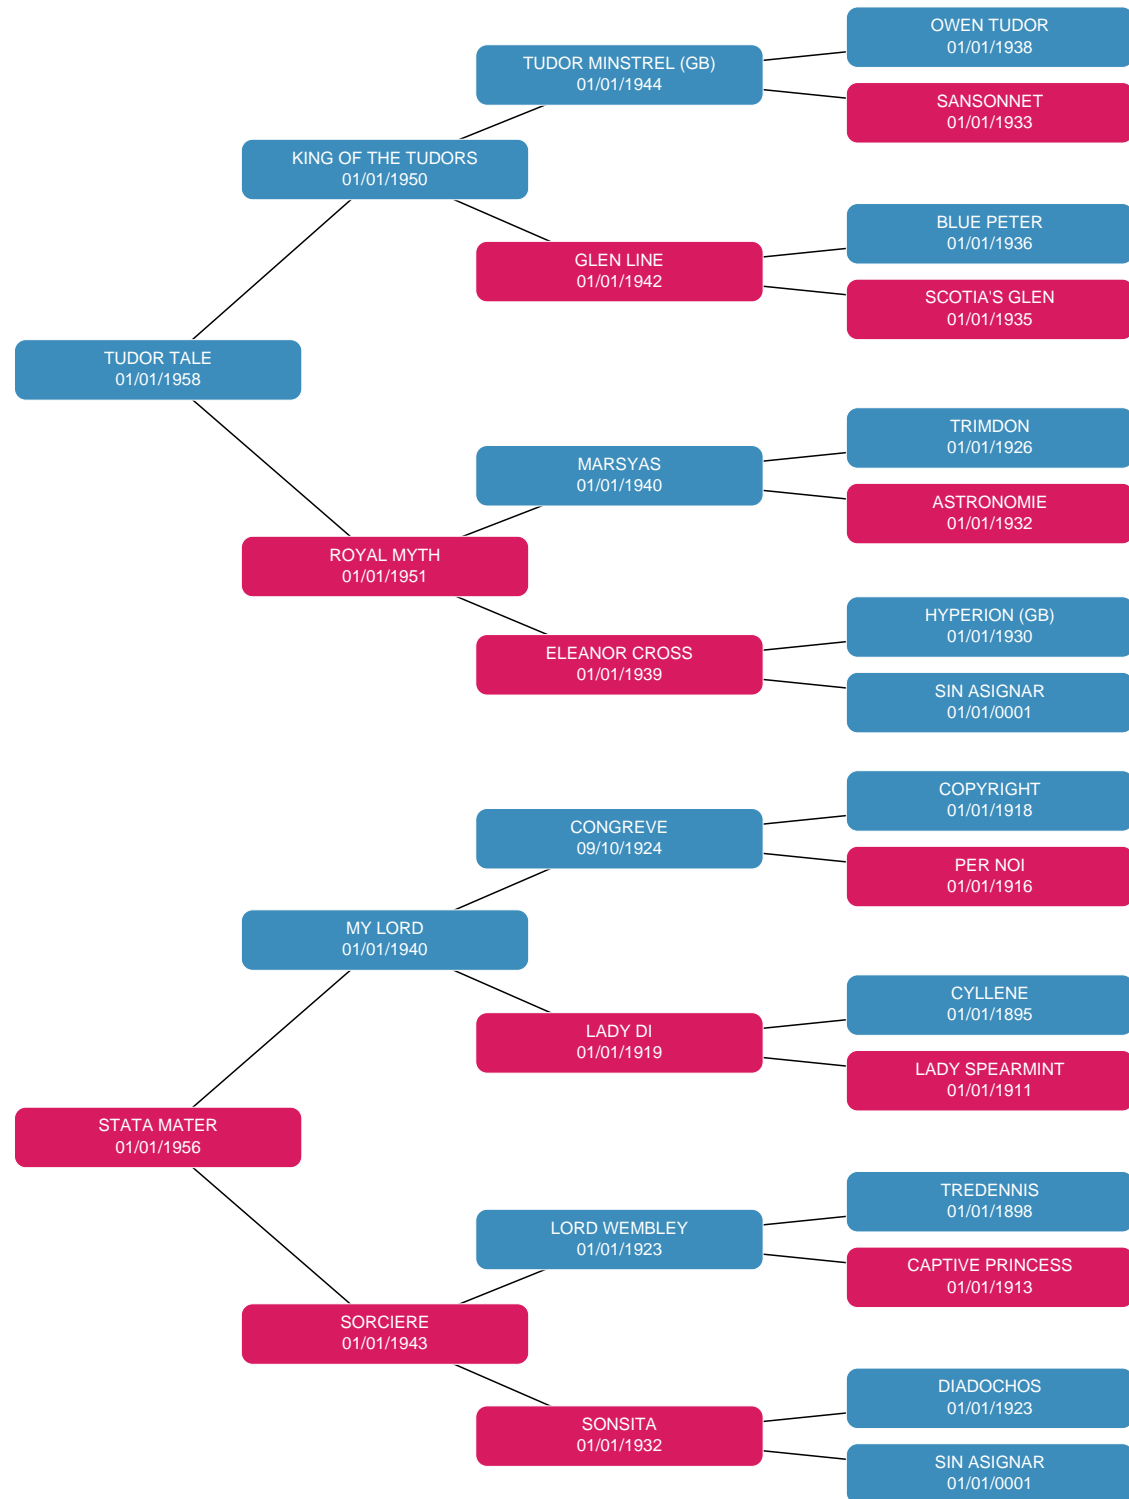 OWEN TUDOR
01/01/1938
TUDOR MINSTREL (GB)
01/01/1944
SANSONNET
01/01/1933
KING OF THE TUDORS
01/01/1950
BLUE PETER
01/01/1936
GLEN LINE
01/01/1942
SCOTIA'S GLEN
01/01/1935
TUDOR TALE
01/01/1958
TRIMDON
01/01/1926
MARSYAS
01/01/1940
ASTRONOMIE
01/01/1932
ROYAL MYTH
01/01/1951
HYPERION (GB)
01/01/1930
ELEANOR CROSS
01/01/1939
SIN ASIGNAR
01/01/0001
COPYRIGHT
01/01/1918
CONGREVE
09/10/1924
PER NOI
01/01/1916
MY LORD
01/01/1940
CYLLENE
01/01/1895
LADY DI
01/01/1919
LADY SPEARMINT
01/01/1911
STATA MATER
01/01/1956
TREDENNIS
01/01/1898
LORD WEMBLEY
01/01/1923
CAPTIVE PRINCESS
01/01/1913
SORCIERE
01/01/1943
DIADOCHOS
01/01/1923
SONSITA
01/01/1932
SIN ASIGNAR
01/01/0001